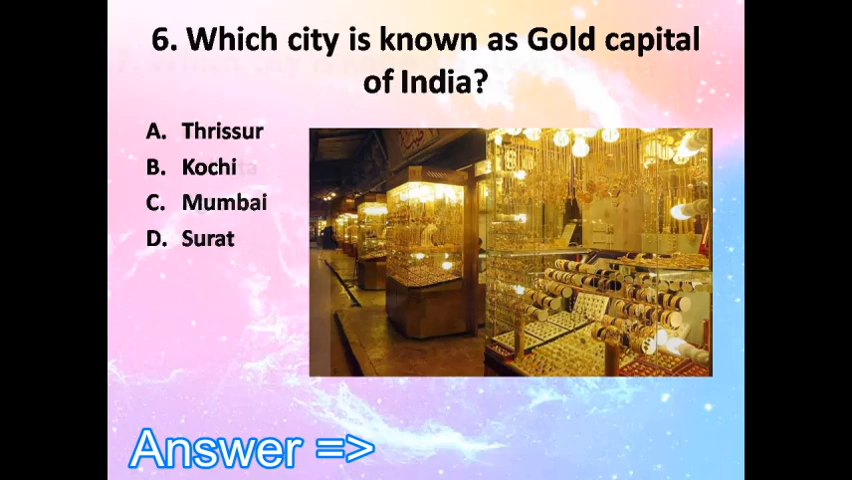 6. Which city is known as Gold capital
of India?
A. Thrissur
B. Kochi
C. Mumbai
D. Surat
Answer =>